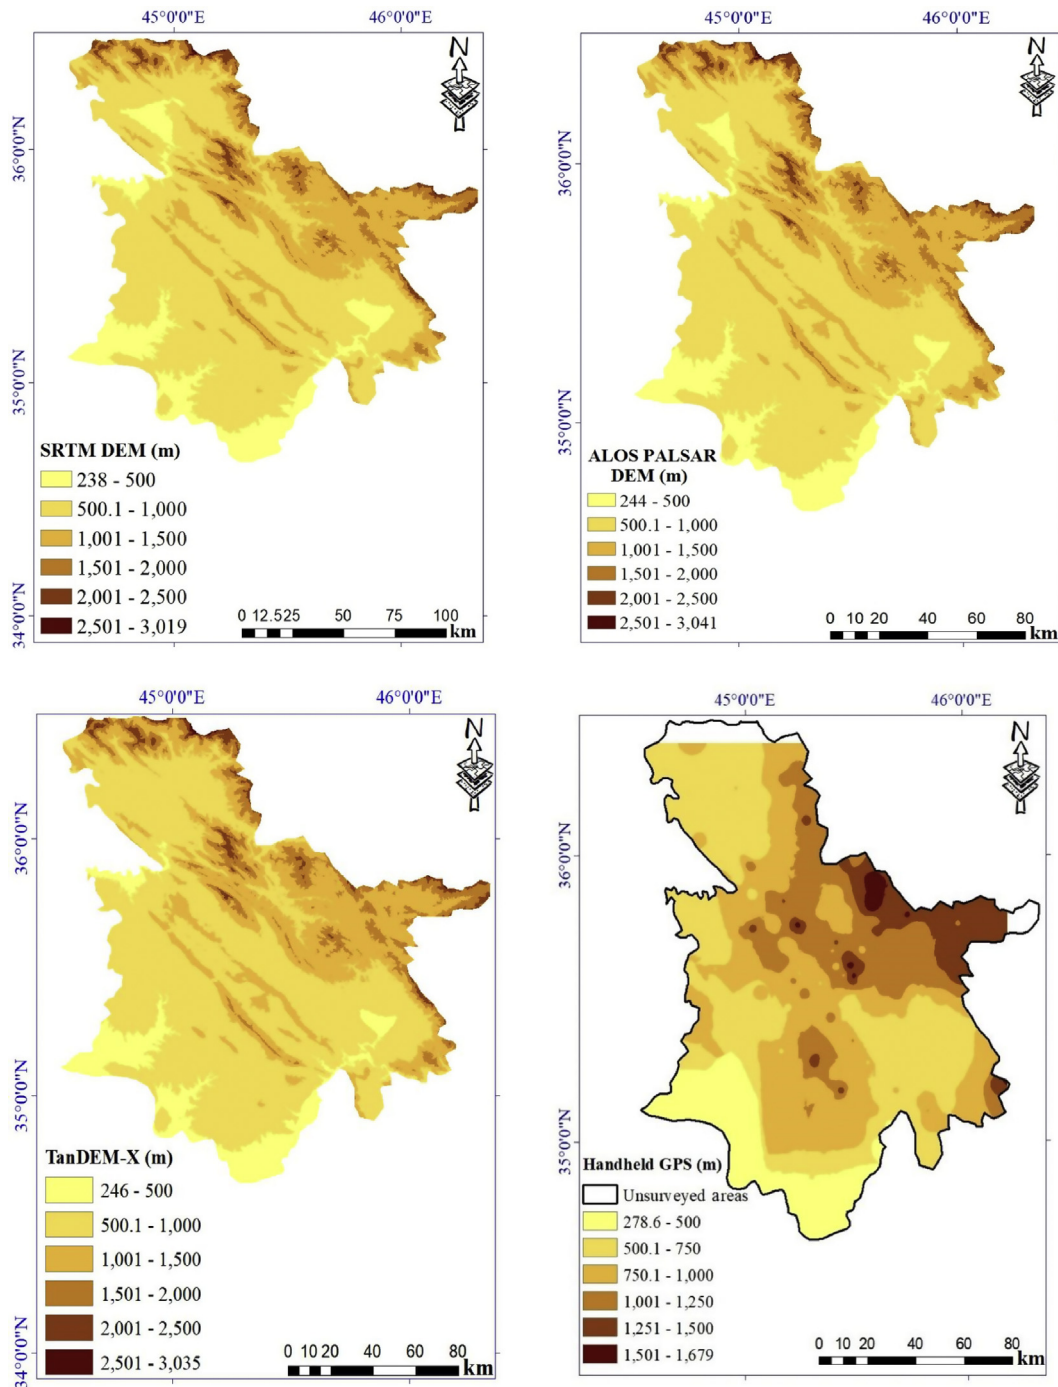 45°0'0"E 46°0'0"E
N
36°0'0"N
35°0'0"N
34°0'0"N
SRTM DEM (m)
238 - 500
500.1 - 1,000
1,001 - 1,500
1,501 - 2,000
2,001 - 2,500
2,501 - 3,019
0 12.525 50 75 100
km
45°0'0"E 46°0'0"E
N
36°0'0"N
35°0'0"N
ALOS PALSAR
DEM (m)
244 - 500
500.1 - 1,000
1,001 - 1,500
1,501 - 2,000
2,001 - 2,500
2,501 - 3,041
0 10 20 40 60 80
km
45°0'0"E 46°0'0"E
N
36°0'0"N
35°0'0"N
34°0'0"N
TanDEM-X (m)
246 - 500
500.1 - 1,000
1,001 - 1,500
1,501 - 2,000
2,001 - 2,500
2,501 - 3,035
0 10 20 40 60 80
km
45°0'0"E 46°0'0"E
N
36°0'0"N
35°0'0"N
Handheld GPS (m)
Unsurveyed areas
278.6 - 500
500.1 - 750
750.1 - 1,000
1,001 - 1,250
1,251 - 1,500
1,501 - 1,679
0 10 20 40 60 80
km